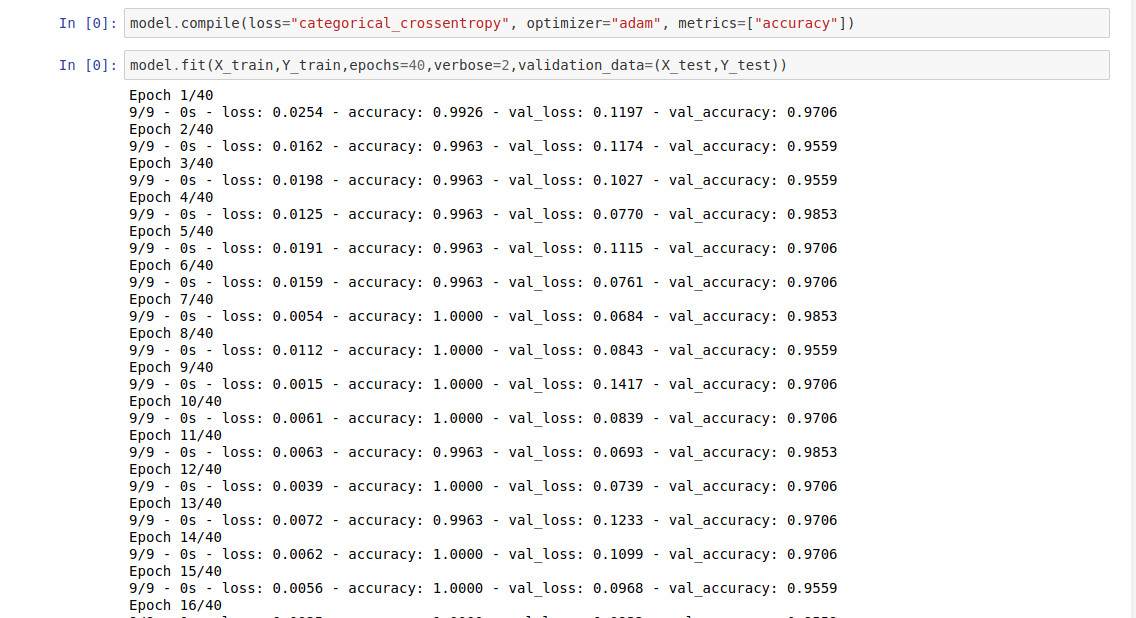 In [0]: model.compile(loss="categorical_crossentropy", optimizer="adam", metrics=["accuracy"])
In [0]: model.fit(X_train,Y_train,epochs=40,verbose=2,validation_data=(X_test,Y_test))
Epoch 1/40
9/9 - 0s - loss: 0.0254 - accuracy: 0.9926 - val_loss: 0.1197 - val_accuracy: 0.9706
Epoch 2/40
9/9 - 0s - loss: 0.0162 - accuracy: 0.9963 - val_loss: 0.1174 - val_accuracy: 0.9559
Epoch 3/40
9/9 - 0s - loss: 0.0198 - accuracy: 0.9963 - val_loss: 0.1027 - val_accuracy: 0.9559
Epoch 4/40
9/9 - 0s - loss: 0.0125 - accuracy: 0.9963 - val_loss: 0.0770 - val_accuracy: 0.9853
Epoch 5/40
9/9 - 0s - loss: 0.0191 - accuracy: 0.9963 - val_loss: 0.1115 - val_accuracy: 0.9706
Epoch 6/40
9/9 - 0s - loss: 0.0159 - accuracy: 0.9963 - val_loss: 0.0761 - val_accuracy: 0.9706
Epoch 7/40
9/9 - 0s - loss: 0.0054 - accuracy: 1.0000 - val_loss: 0.0684 - val_accuracy: 0.9853
Epoch 8/40
9/9 - 0s - loss: 0.0112 - accuracy: 1.0000 - val_loss: 0.0843 - val_accuracy: 0.9559
Epoch 9/40
9/9 - 0s - loss: 0.0015 - accuracy: 1.0000 - val_loss: 0.1417 - val_accuracy: 0.9706
Epoch 10/40
9/9 - 0s - loss: 0.0061 - accuracy: 1.0000 - val_loss: 0.0839 - val_accuracy: 0.9706
Epoch 11/40
9/9 - 0s - loss: 0.0063 - accuracy: 0.9963 - val_loss: 0.0693 - val_accuracy: 0.9853
Epoch 12/40
9/9 - 0s - loss: 0.0039 - accuracy: 1.0000 - val_loss: 0.0739 - val_accuracy: 0.9706
Epoch 13/40
9/9 - 0s - loss: 0.0072 - accuracy: 0.9963 - val_loss: 0.1233 - val_accuracy: 0.9706
Epoch 14/40
9/9 - 0s - loss: 0.0062 - accuracy: 1.0000 - val_loss: 0.1099 - val_accuracy: 0.9706
Epoch 15/40
9/9 - 0s - loss: 0.0056 - accuracy: 1.0000 - val_loss: 0.0968 - val_accuracy: 0.9559
Epoch 16/40